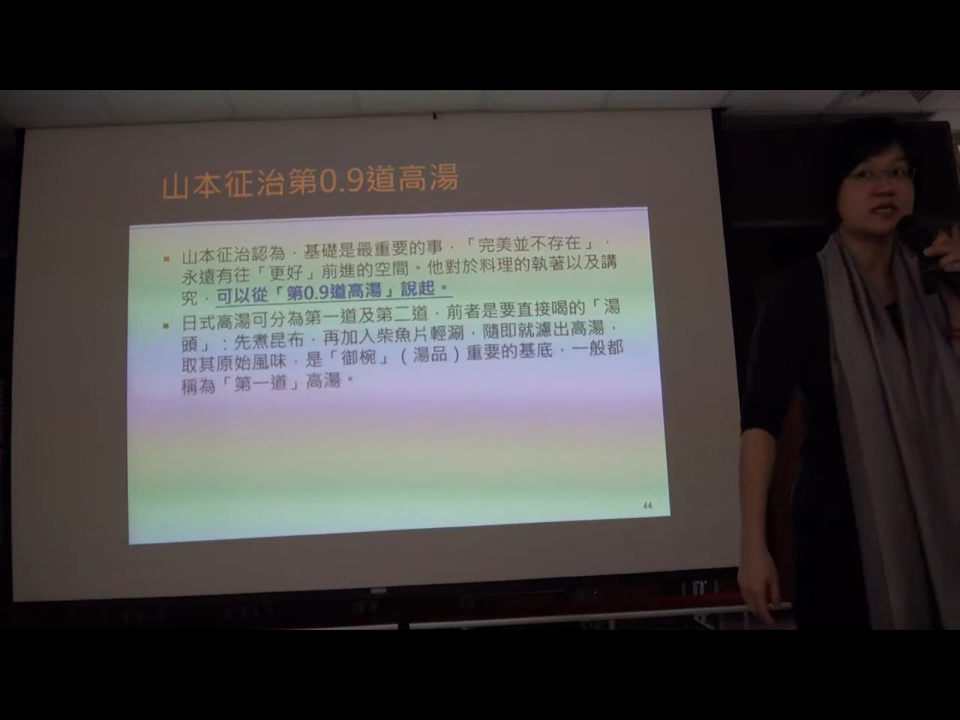 山本征治第0.9道高湯
▪ 山本征治認為，基礎是最重要的事，「完美並不存在」，
永遠有往「更好」前進的空間。他對於料理的執著以及講
究，可以從「第0.9道高湯」說起。
▪ 日式高湯可分為第一道及第二道，前者是要直接喝的「湯
頭」：先煮昆布，再加入柴魚片輕涮，隨即就濾出高湯，
取其原始風味，是「御椀」（湯品）重要的基底，一般都
稱為「第一道」高湯。
44